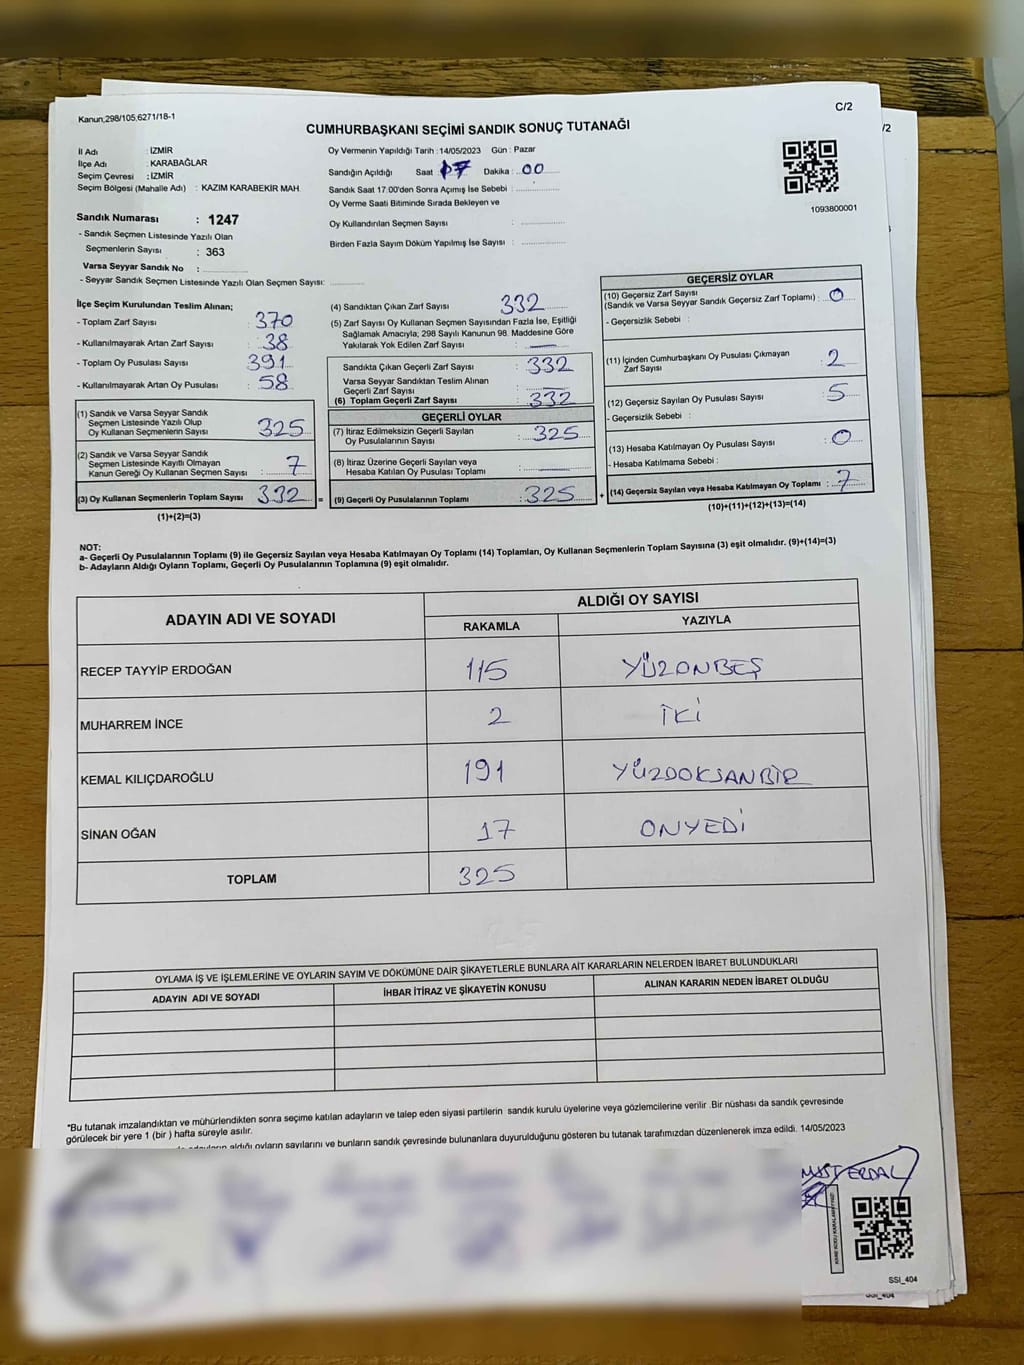 Kanun,298/105,6271/18-1
C/2
/2
CUMHURBAŞKANI SEÇİMİ SANDIK SONUÇ TUTANAĞI
İl Adı : İZMİR
İlçe Adı : KARABAĞLAR
Seçim Çevresi : İZMİR
Seçim Bölgesi (Mahalle Adı) : KAZIM KARABEKİR MAH.
Sandık Numarası : 1247
- Sandık Seçmen Listesinde Yazılı Olan
Seçmenlerin Sayısı : 363
Varsa Seyyar Sandık No : ................
- Seyyar Sandık Seçmen Listesinde Yazılı Olan Seçmen Sayısı: ................
Oy Vermenin Yapıldığı Tarih : 14/05/2023 Gün : Pazar
Sandığın Açıldığı Saat 17 Dakika : 00
Sandık Saat 17:00'den Sonra Açımış İse Sebebi : ................
Oy Verme Saati Bitiminde Sırada Bekleyen ve
Oy Kullandırılan Seçmen Sayısı : ................
Birden Fazla Sayım Döküm Yapılmış İse Sayısı : ................
1093800001
İlçe Seçim Kurulundan Teslim Alınan;
- Toplam Zarf Sayısı : 370
- Kullanılmayarak Artan Zarf Sayısı : 38
- Toplam Oy Pusulası Sayısı : 391
- Kullanılmayarak Artan Oy Pusulası : 58
(1) Sandık ve Varsa Seyyar Sandık
Seçmen Listesinde Yazılı Olup
Oy Kullanan Seçmenlerin Sayısı : 325
(2) Sandık ve Varsa Seyyar Sandık
Seçmen Listesinde Kayıtlı Olmayan
Kanun Gereği Oy Kullanan Seçmen Sayısı : 7
(3) Oy Kullanan Seçmenlerin Toplam Sayısı : 332 =
(1)+(2)=(3)
(4) Sandıktan Çıkan Zarf Sayısı : 332
(5) Zarf Sayısı Oy Kullanan Seçmen Sayısından Fazla İse, Eşitliği
Sağlamak Amacıyla; 298 Sayılı Kanunun 98. Maddesine Göre
Yakılarak Yok Edilen Zarf Sayısı : —
Sandıkta Çıkan Geçerli Zarf Sayısı : 332
Varsa Seyyar Sandıktan Teslim Alınan
Geçerli Zarf Sayısı : —
(6) Toplam Geçerli Zarf Sayısı : 332
GEÇERLİ OYLAR
(7) İtiraz Edilmeksizin Geçerli Sayılan
Oy Pusulalarının Sayısı : 325
(8) İtiraz Üzerine Geçerli Sayılan veya
Hesaba Katılan Oy Pusulası Toplamı : —
(9) Geçerli Oy Pusulalarının Toplamı : 325 +
GEÇERSİZ OYLAR
(10) Geçersiz Zarf Sayısı
(Sandık ve Varsa Seyyar Sandık Geçersiz Zarf Toplamı) : 0
- Geçersizlik Sebebi :
(11) İçinden Cumhurbaşkanı Oy Pusulası Çıkmayan
Zarf Sayısı : 2
(12) Geçersiz Sayılan Oy Pusulası Sayısı : 5
- Geçersizlik Sebebi :
(13) Hesaba Katılmayan Oy Pusulası Sayısı : 0
- Hesaba Katılmama Sebebi :
(14) Geçersiz Sayılan veya Hesaba Katılmayan Oy Toplamı : 7
(10)+(11)+(12)+(13)=(14)
NOT:
a- Geçerli Oy Pusulalarının Toplamı (9) ile Geçersiz Sayılan veya Hesaba Katılmayan Oy Toplamı (14) Toplamları, Oy Kullanan Seçmenlerin Toplam Sayısına (3) eşit olmalıdır. (9)+(14)=(3)
b- Adayların Aldığı Oyların Toplamı, Geçerli Oy Pusulalarının Toplamına (9) eşit olmalıdır.
ADAYIN ADI VE SOYADI
ALDIĞI OY SAYISI
RAKAMLA YAZIYLA
RECEP TAYYİP ERDOĞAN 115 YÜZONBEŞ
MUHARREM İNCE 2 İKİ
KEMAL KILIÇDAROĞLU 191 YÜZDOKSANBİR
SİNAN OĞAN 17 ONYEDİ
TOPLAM 325
OYLAMA İŞ VE İŞLEMLERİNE VE OYLARIN SAYIM VE DÖKÜMÜNE DAİR ŞİKAYETLERLE BUNLARA AİT KARARLARIN NELERDEN İBARET BULUNDUKLARI
ADAYIN ADI VE SOYADI İHBAR İTİRAZ VE ŞİKAYETİN KONUSU ALINAN KARARIN NEDEN İBARET OLDUĞU
*Bu tutanak imzalandıktan ve mühürlendikten sonra seçime katılan adayların ve talep eden siyasi partilerin sandık kurulu üyelerine veya gözlemcilerine verilir .Bir nüshası da sandık çevresinde
görülecek bir yere 1 (bir ) hafta süreyle asılır.
adayların aldığı oyların sayılarını ve bunların sandık çevresinde bulunanlara duyurulduğunu gösteren bu tutanak tarafımızdan düzenlenerek imza edildi. 14/05/2023
ERDAL
SSI_404
SSI_404